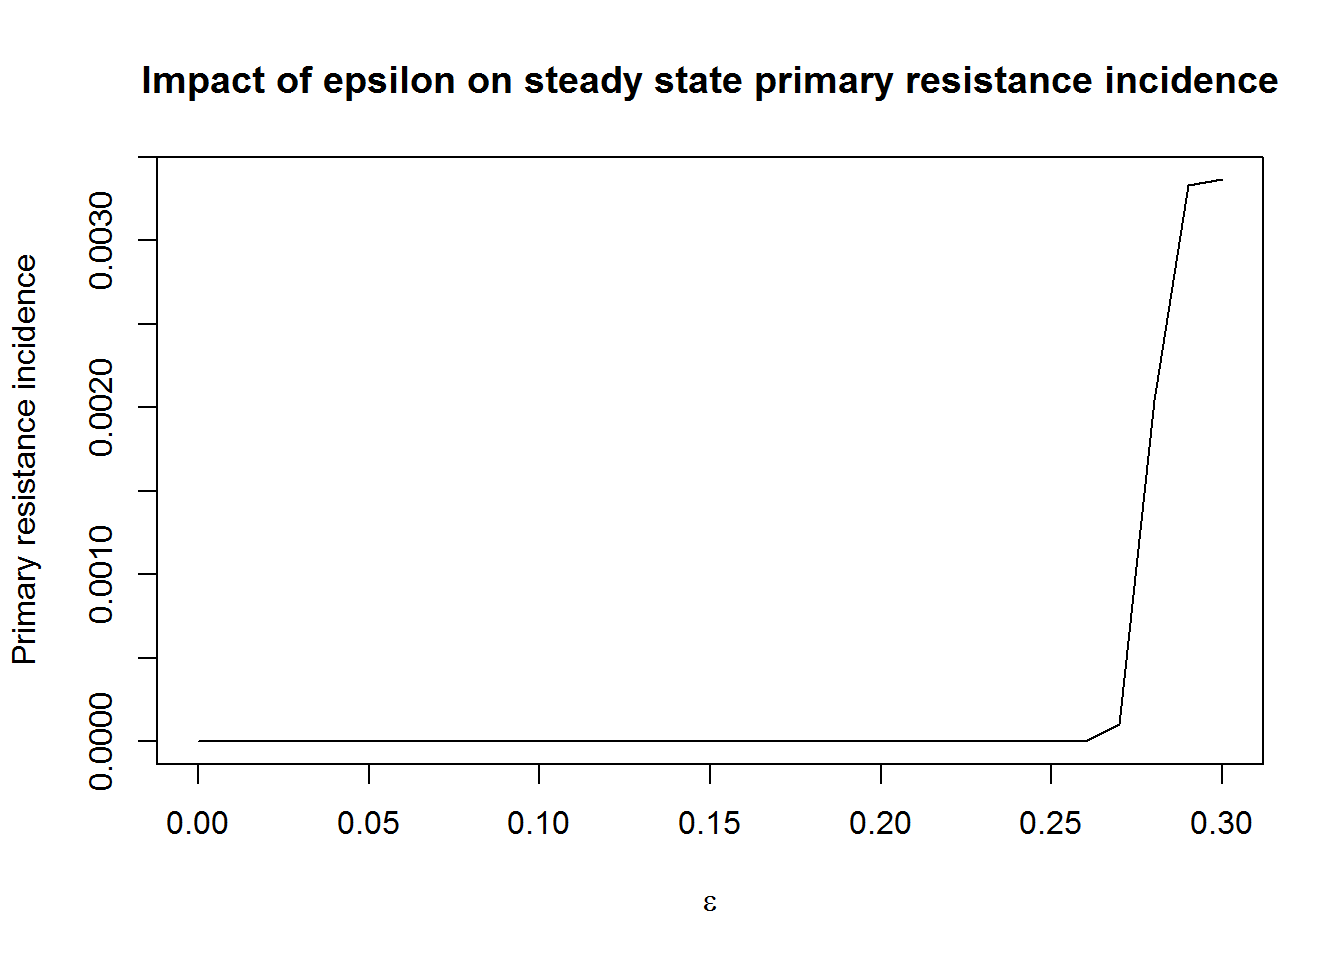 Impact of epsilon on steady state primary resistance incidence
Primary resistance incidence
0.0030
0.0020
0.0010
0.0000
0.00 0.05 0.10 0.15 0.20 0.25 0.30
ε